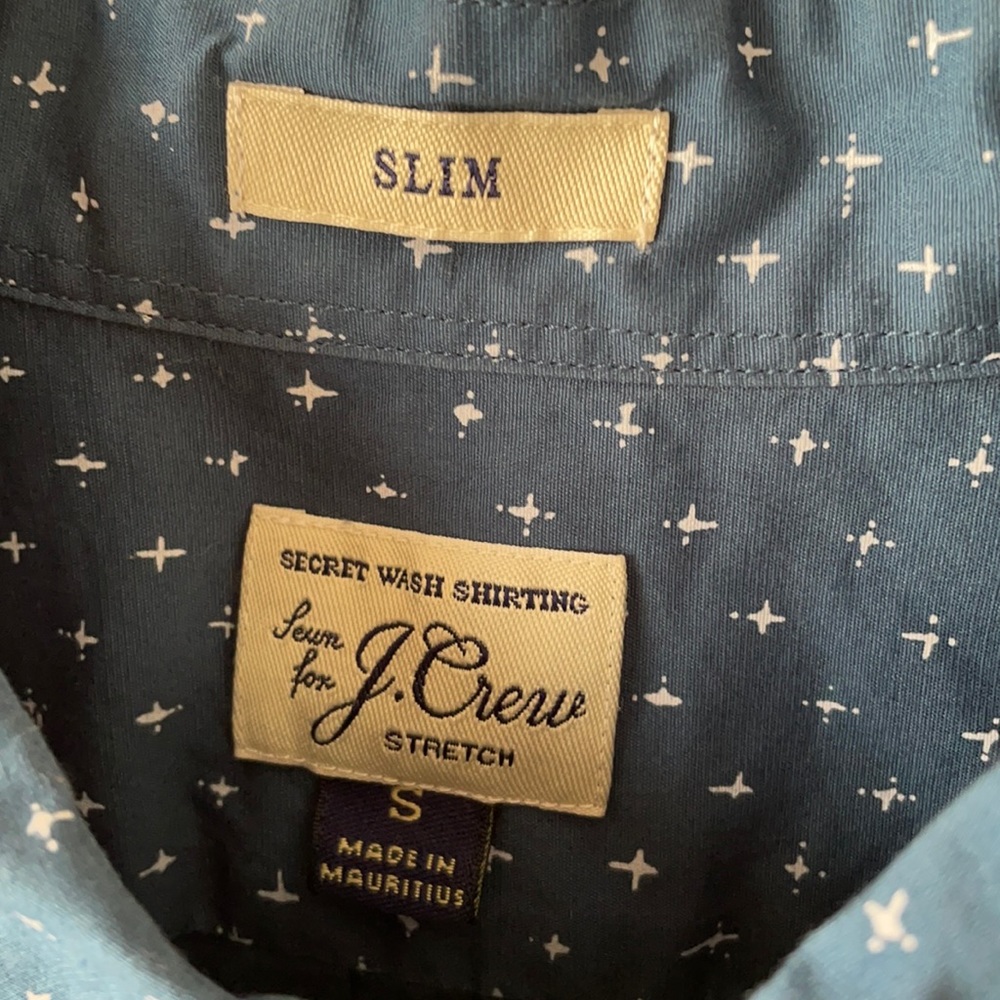 SLIM
SECRET WASH SHIRTING
Sewn
for
J.Crew
STRETCH
S
MADE IN
MAURITIUS